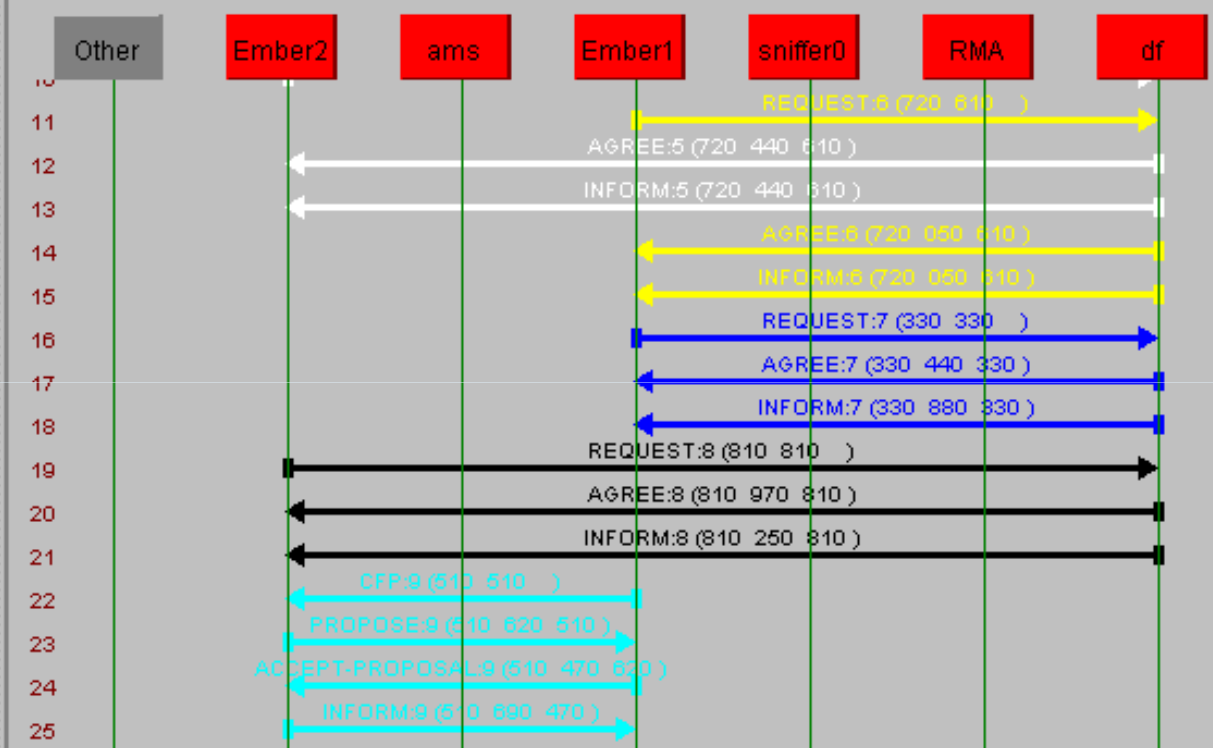 Other Ember2 ams Ember1 sniffer0 RMA df
REQUEST:6 (720 610 )
11
AGREE:5 (720 440 610 )
12
INFORM:5 (720 440 610 )
13
AGREE:6 (720 050 610 )
14
INFORM:6 (720 050 610 )
15
REQUEST:7 (330 330 )
16
AGREE:7 (330 440 330 )
17
INFORM:7 (330 880 330 )
18
REQUEST:8 (810 810 )
19
AGREE:8 (810 970 810 )
20
INFORM:8 (810 250 810 )
21
CFP:9 (510 510 )
22
PROPOSE:9 (510 620 510 )
23
ACCEPT-PROPOSAL:9 (510 470 620 )
24
INFORM:9 (510 690 470 )
25